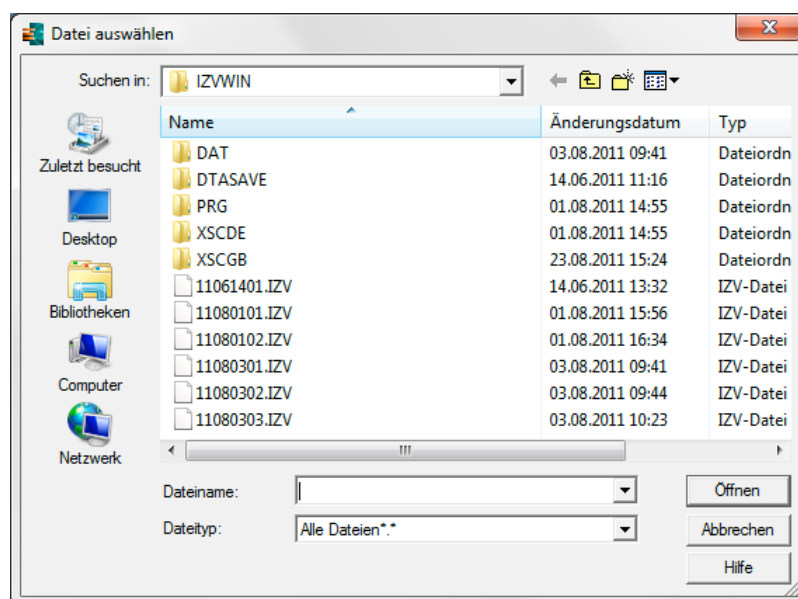 Datei auswählen
Suchen in: IZVWIN
Name Änderungsdatum Typ
DAT 03.08.2011 09:41 Dateiordn
DTASAVE 14.06.2011 11:16 Dateiordn
PRG 01.08.2011 14:55 Dateiordn
XSCDE 01.08.2011 14:55 Dateiordn
XSCGB 23.08.2011 15:24 Dateiordn
11061401.IZV 14.06.2011 13:32 IZV-Datei
11080101.IZV 01.08.2011 15:56 IZV-Datei
11080102.IZV 01.08.2011 16:34 IZV-Datei
11080301.IZV 03.08.2011 09:41 IZV-Datei
11080302.IZV 03.08.2011 09:44 IZV-Datei
11080303.IZV 03.08.2011 10:23 IZV-Datei
Zuletzt besucht
Desktop
Bibliotheken
Computer
Netzwerk
Dateiname: Öffnen
Dateityp: Alle Dateien*.* Abbrechen
Hilfe